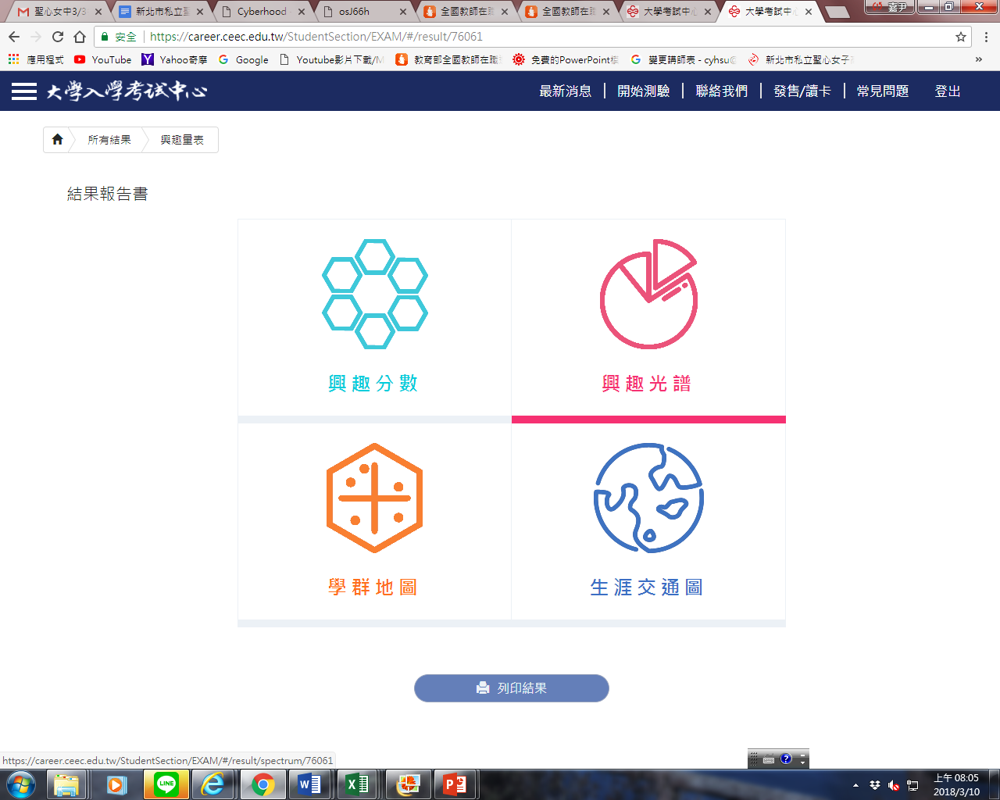 聖心女中3/3
新北市私立聖
Cyberhood
osJ66h
全國教師在職
全國教師在職
大學考試中心
大學考試中心
嘉尹
安全 https://career.ceec.edu.tw/StudentSection/EXAM/#/result/76061
應用程式 YouTube Yahoo奇摩 Google Youtube影片下載/M 教育部全國教師在職 免費的PowerPoint模 變更講師表 - cyhsu@ 新北市私立聖心女子
大學入學考試中心 最新消息 開始測驗 聯絡我們 發售/讀卡 常見問題 登出
所有結果 興趣量表
結果報告書
興趣分數 興趣光譜
學群地圖 生涯交通圖
列印結果
https://career.ceec.edu.tw/StudentSection/EXAM/#/result/spectrum/76061
LINE
上午 08:05
2018/3/10